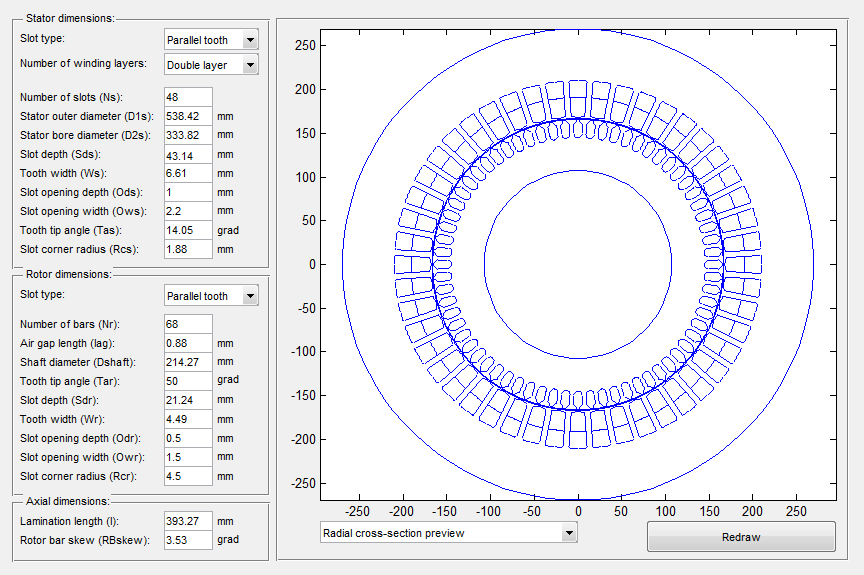 Stator dimensions:
Slot type: Parallel tooth
Number of winding layers: Double layer
Number of slots (Ns): 48
Stator outer diameter (D1s): 538.42 mm
Stator bore diameter (D2s): 333.82 mm
Slot depth (Sds): 43.14 mm
Tooth width (Ws): 6.61 mm
Slot opening depth (Ods): 1 mm
Slot opening width (Ows): 2.2 mm
Tooth tip angle (Tas): 14.05 grad
Slot corner radius (Rcs): 1.88 mm
Rotor dimensions:
Slot type: Parallel tooth
Number of bars (Nr): 68
Air gap length (lag): 0.88 mm
Shaft diameter (Dshaft): 214.27 mm
Tooth tip angle (Tar): 50 grad
Slot depth (Sdr): 21.24 mm
Tooth width (Wr): 4.49 mm
Slot opening depth (Odr): 0.5 mm
Slot opening width (Owr): 1.5 mm
Slot corner radius (Rcr): 4.5 mm
Axial dimensions:
Lamination length (l): 393.27 mm
Rotor bar skew (RBskew): 3.53 grad
250
200
150
100
50
0
-50
-100
-150
-200
-250
-250 -200 -150 -100 -50 0 50 100 150 200 250
Radial cross-section preview
Redraw